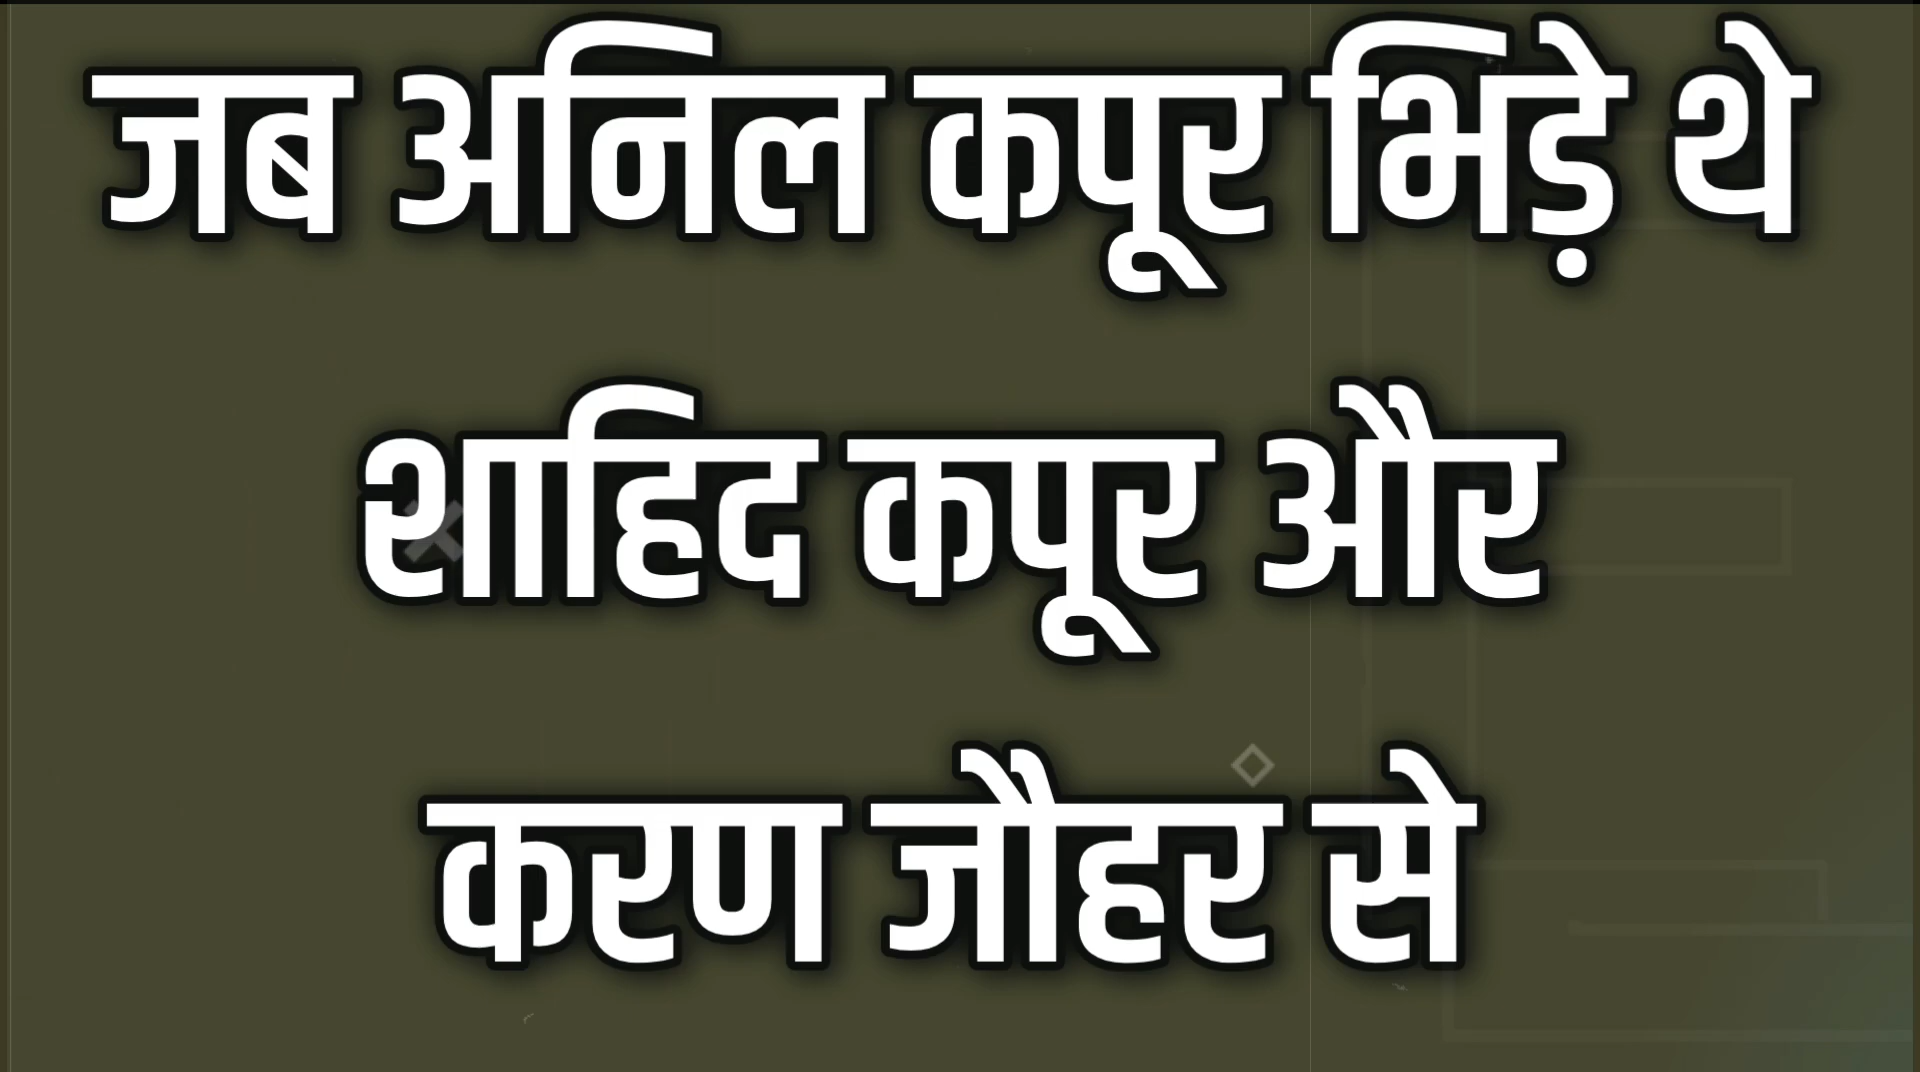 जब अनिल कपूर भिड़े थे
शाहिद कपूर और
करण जौहर से